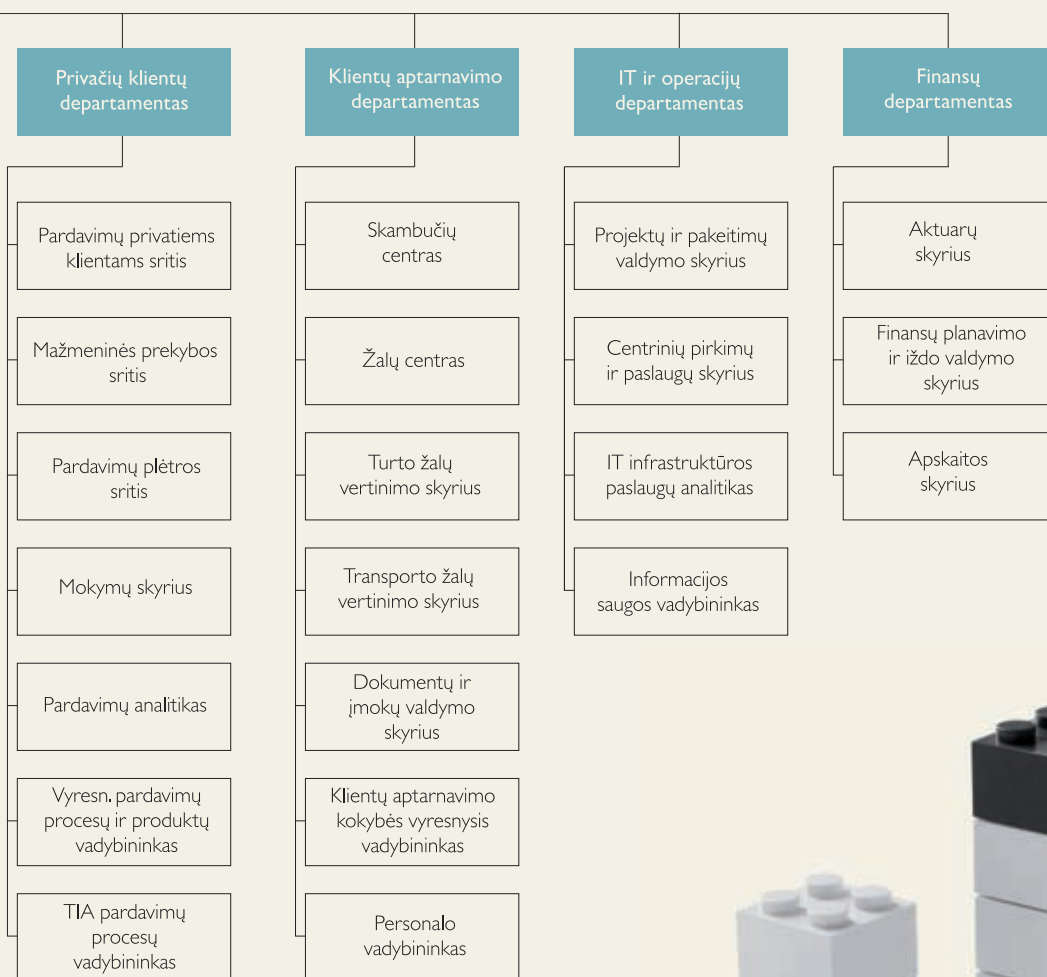 Privačių klientų
departamentas
Pardavimų privatiems
klientams sritis
Mažmeninės prekybos
sritis
Pardavimų plėtros
sritis
Mokymų skyrius
Pardavimų analitikas
Vyresn. pardavimų
procesų ir produktų
vadybininkas
TIA pardavimų
procesų
vadybininkas
Klientų aptarnavimo
departamentas
Skambučių
centras
Žalų centras
Turto žalų
vertinimo skyrius
Transporto žalų
vertinimo skyrius
Dokumentų ir
įmokų valdymo
skyrius
Klientų aptarnavimo
kokybės vyresnysis
vadybininkas
Personalo
vadybininkas
IT ir operacijų
departamentas
Projektų ir pakeitimų
valdymo skyrius
Centrinių pirkimų
ir paslaugų skyrius
IT infrastruktūros
paslaugų analitikas
Informacijos
saugos vadybininkas
Finansų
departamentas
Aktuarų
skyrius
Finansų planavimo
ir iždo valdymo
skyrius
Apskaitos
skyrius